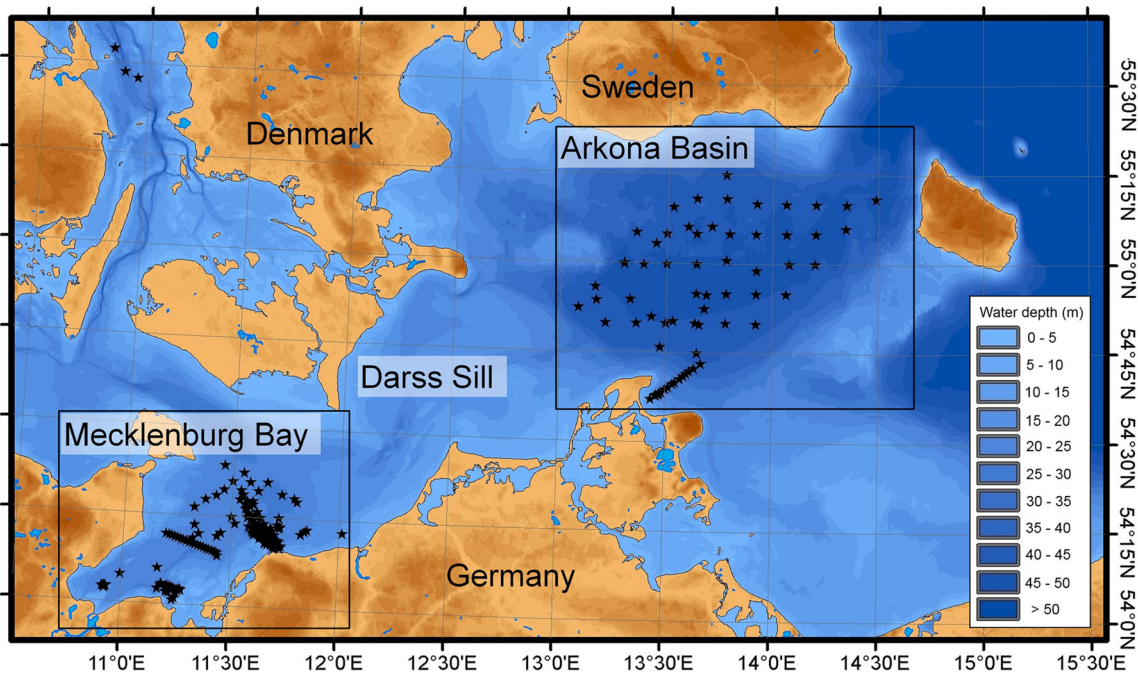 Sweden
Denmark
Arkona Basin
Darss Sill
Mecklenburg Bay
Germany
Water depth (m)
0 - 5
5 - 10
10 - 15
15 - 20
20 - 25
25 - 30
30 - 35
35 - 40
40 - 45
45 - 50
> 50
55°30'N
55°15'N
55°0'N
54°45'N
54°30'N
54°15'N
54°0'N
11°0'E
11°30'E
12°0'E
12°30'E
13°0'E
13°30'E
14°0'E
14°30'E
15°0'E
15°30'E